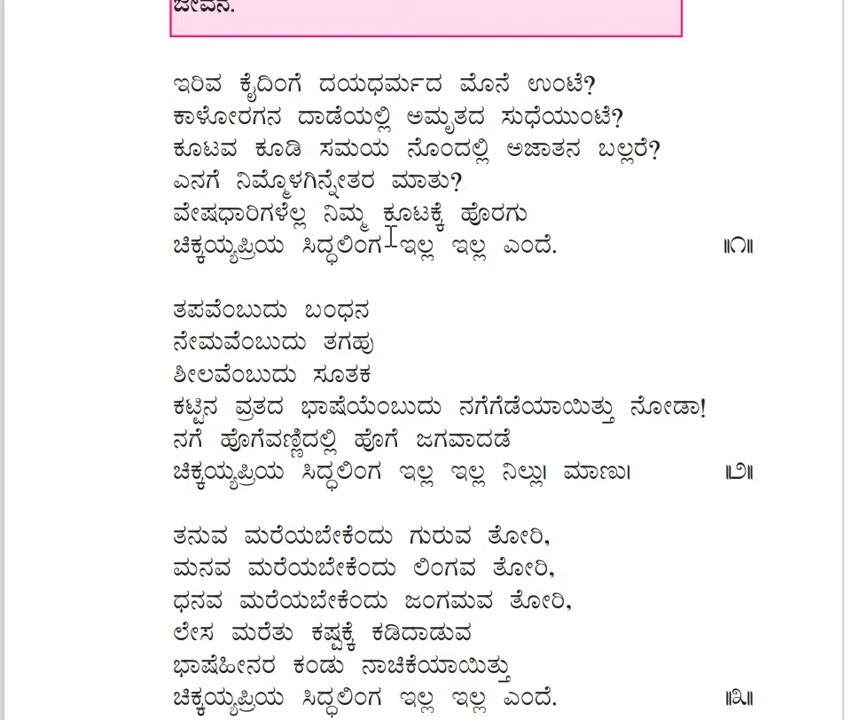 ಜೀವನ.
ಇರಿವ ಕೈದಿಂಗೆ ದಯಧರ್ಮದ ಮೊನೆ ಉಂಟೆ?
ಕಾಳೋರಗನ ದಾಡೆಯಲ್ಲಿ ಅಮೃತದ ಸುಧೆಯುಂಟೆ?
ಕೂಟವ ಕೂಡಿ ಸಮಯ ನೊಂದಲ್ಲಿ ಅಜಾತನ ಬಲ್ಲರೆ?
ಎನಗೆ ನಿಮ್ಮೊಳಗಿನ್ನೇತರ ಮಾತು?
ವೇಷಧಾರಿಗಳೆಲ್ಲ ನಿಮ್ಮ ಕೂಟಕ್ಕೆ ಹೊರಗು
ಚಿಕ್ಕಯ್ಯಪ್ರಿಯ ಸಿದ್ಧಲಿಂಗ ಇಲ್ಲ ಇಲ್ಲ ಎಂದೆ. ॥೧॥
ತಪವೆಂಬುದು ಬಂಧನ
ನೇಮವೆಂಬುದು ತಗಹು
ಶೀಲವೆಂಬುದು ಸೂತಕ
ಕಟ್ಟಿನ ವ್ರತದ ಭಾಷೆಯೆಂಬುದು ನಗೆಗೆಡೆಯಾಯಿತ್ತು ನೋಡಾ!
ನಗೆ ಹೊಗೆವಣ್ಣಿದಲ್ಲಿ ಹೊಗೆ ಜಗವಾದಡೆ
ಚಿಕ್ಕಯ್ಯಪ್ರಿಯ ಸಿದ್ಧಲಿಂಗ ಇಲ್ಲ ಇಲ್ಲ ನಿಲ್ಲು। ಮಾಣು। ॥೨॥
ತನುವ ಮರೆಯಬೇಕೆಂದು ಗುರುವ ತೋರಿ,
ಮನವ ಮರೆಯಬೇಕೆಂದು ಲಿಂಗವ ತೋರಿ,
ಧನವ ಮರೆಯಬೇಕೆಂದು ಜಂಗಮವ ತೋರಿ,
ಲೇಸ ಮರೆತು ಕಷ್ಟಕ್ಕೆ ಕಡಿದಾಡುವ
ಭಾಷೆಹೀನರ ಕಂಡು ನಾಚಿಕೆಯಾಯಿತ್ತು
ಚಿಕ್ಕಯ್ಯಪ್ರಿಯ ಸಿದ್ಧಲಿಂಗ ಇಲ್ಲ ಇಲ್ಲ ಎಂದೆ. ॥೩॥